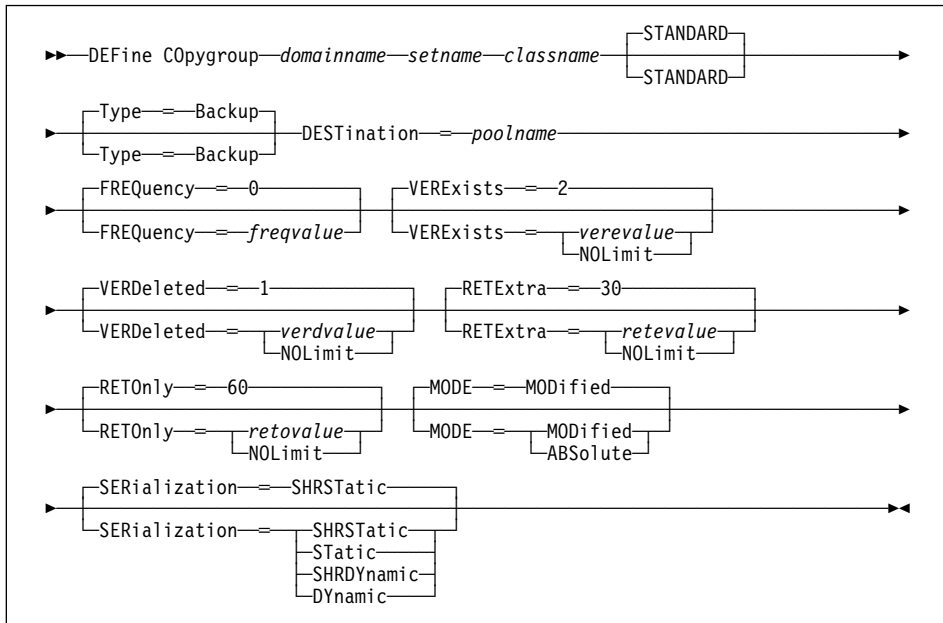 STANDARD
DEFine COpygroup domainname setname classname
STANDARD
Type = Backup
DESTination = poolname
Type = Backup
FREQuency = 0 VERExists = 2
FREQuency = freqvalue VERExists = verevalue
NOLimit
VERDeleted = 1 RETExtra = 30
VERDeleted = verdvalue RETExtra = retevalue
NOLimit NOLimit
RETOnly = 60 MODE = MODified
RETOnly = retovalue MODE = MODified
NOLimit ABSolute
SERialization = SHRSTatic
SERialization = SHRSTatic
STatic
SHRDYnamic
DYnamic